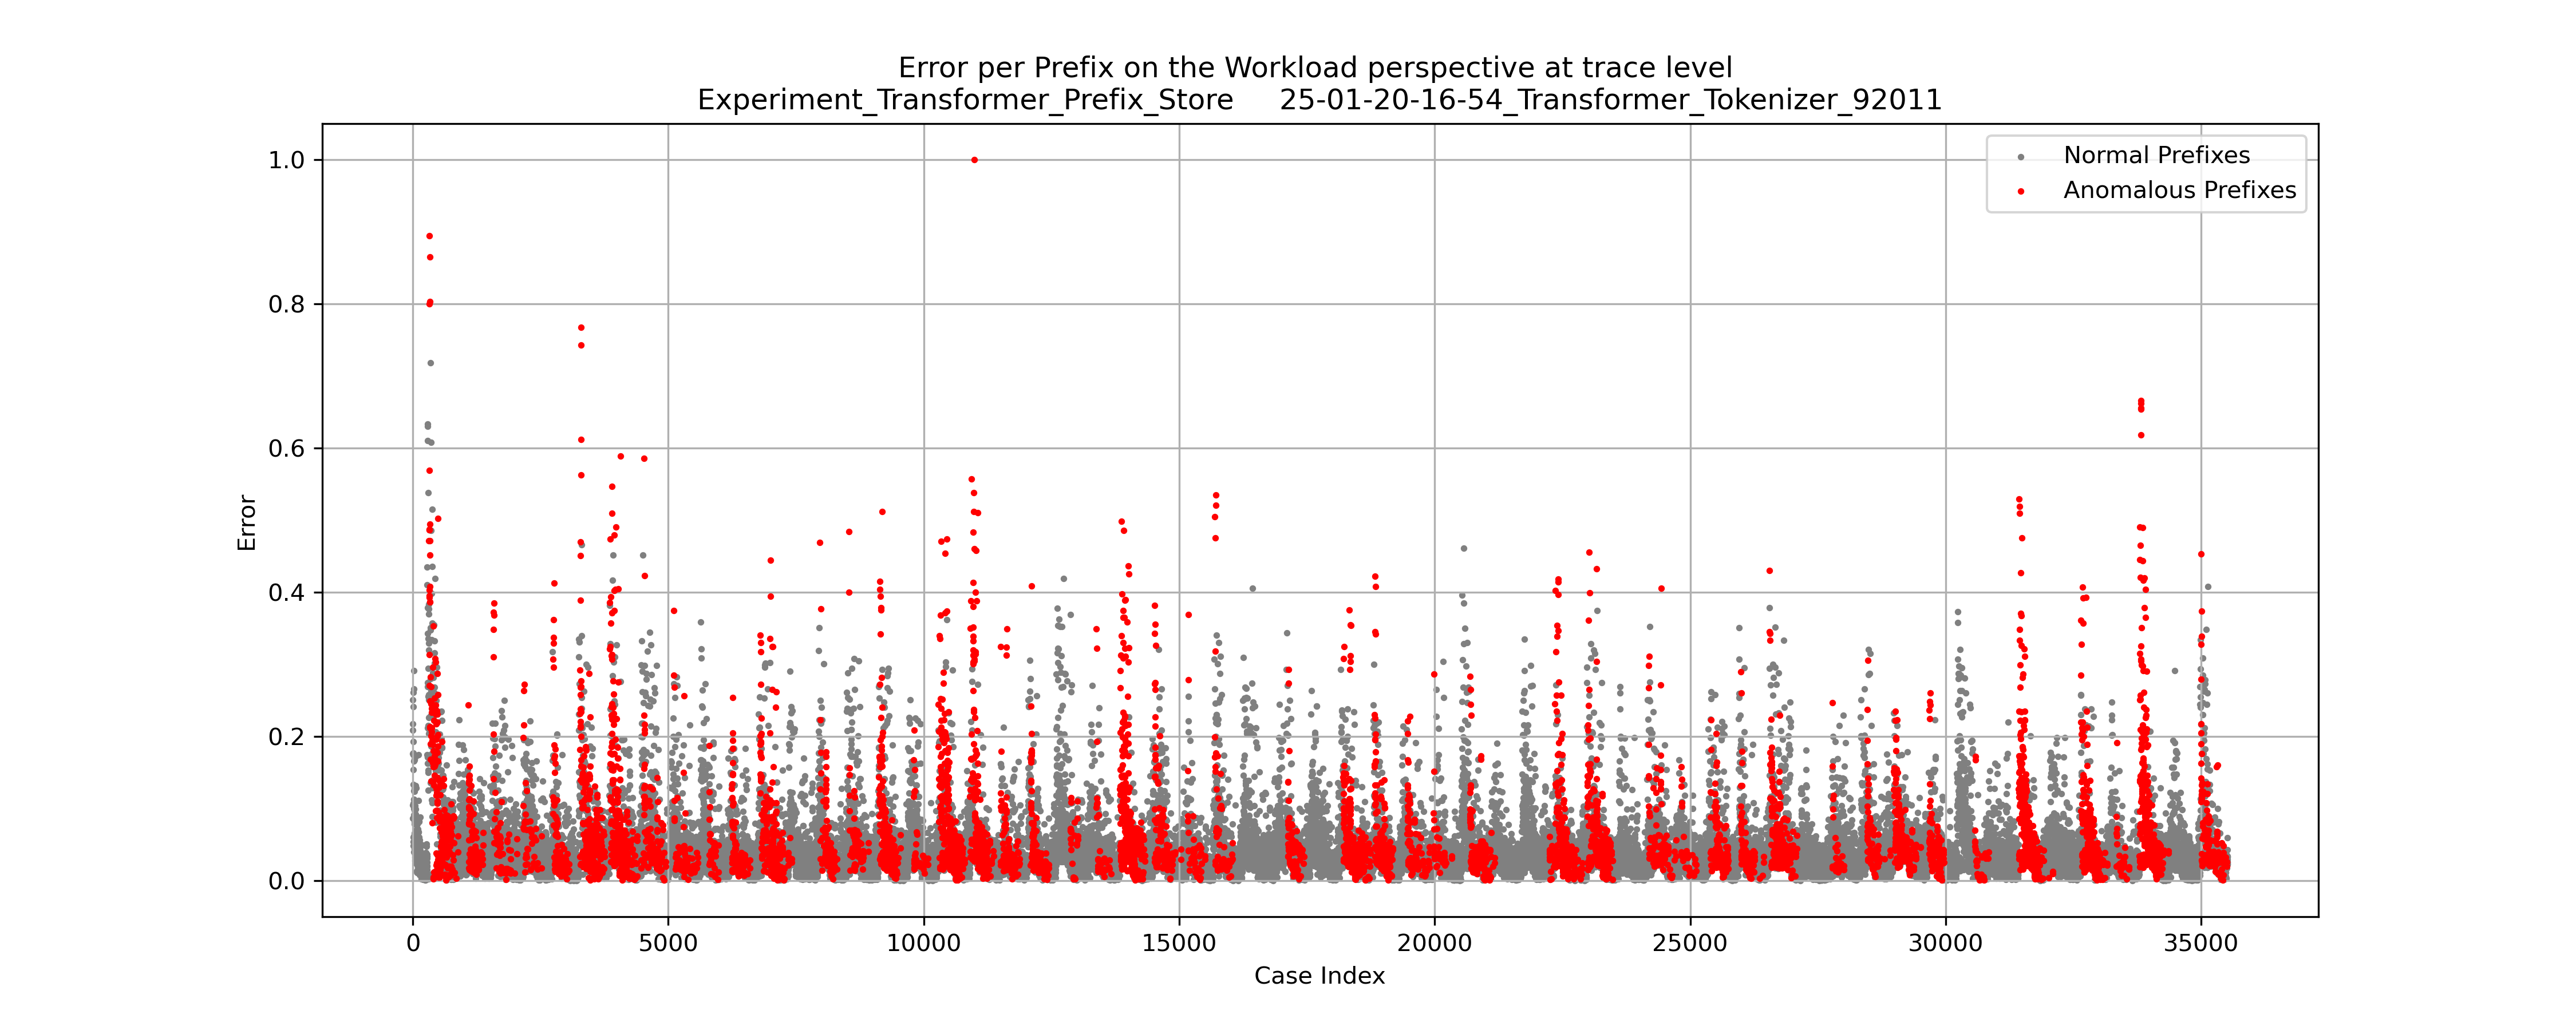 Error per Prefix on the Workload perspective at trace level
Experiment_Transformer_Prefix_Store 25-01-20-16-54_Transformer_Tokenizer_92011
Normal Prefixes
Anomalous Prefixes
Error
1.0
0.8
0.6
0.4
0.2
0.0
0 5000 10000 15000 20000 25000 30000 35000
Case Index